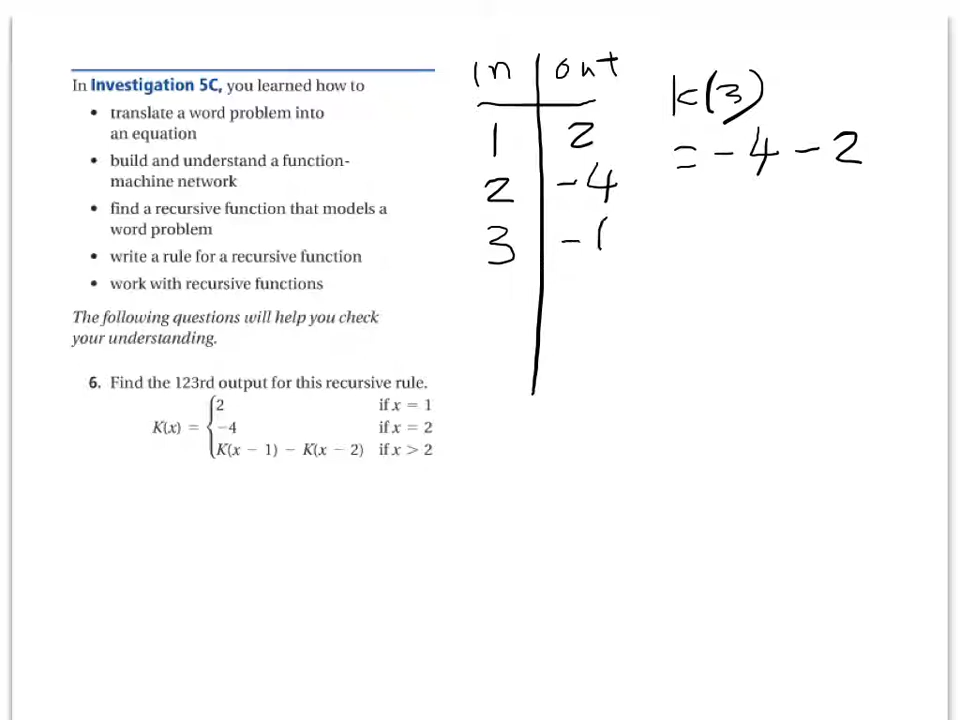 In Investigation 5C, you learned how to
• translate a word problem into
an equation
• build and understand a function-
machine network
• find a recursive function that models a
word problem
• write a rule for a recursive function
• work with recursive functions
The following questions will help you check
your understanding.
6. Find the 123rd output for this recursive rule.
K(x) = { 2 if x = 1
-4 if x = 2
K(x - 1) - K(x - 2) if x > 2
In out
1 2
2 -4
3 -
K(3)
= -4 - 2